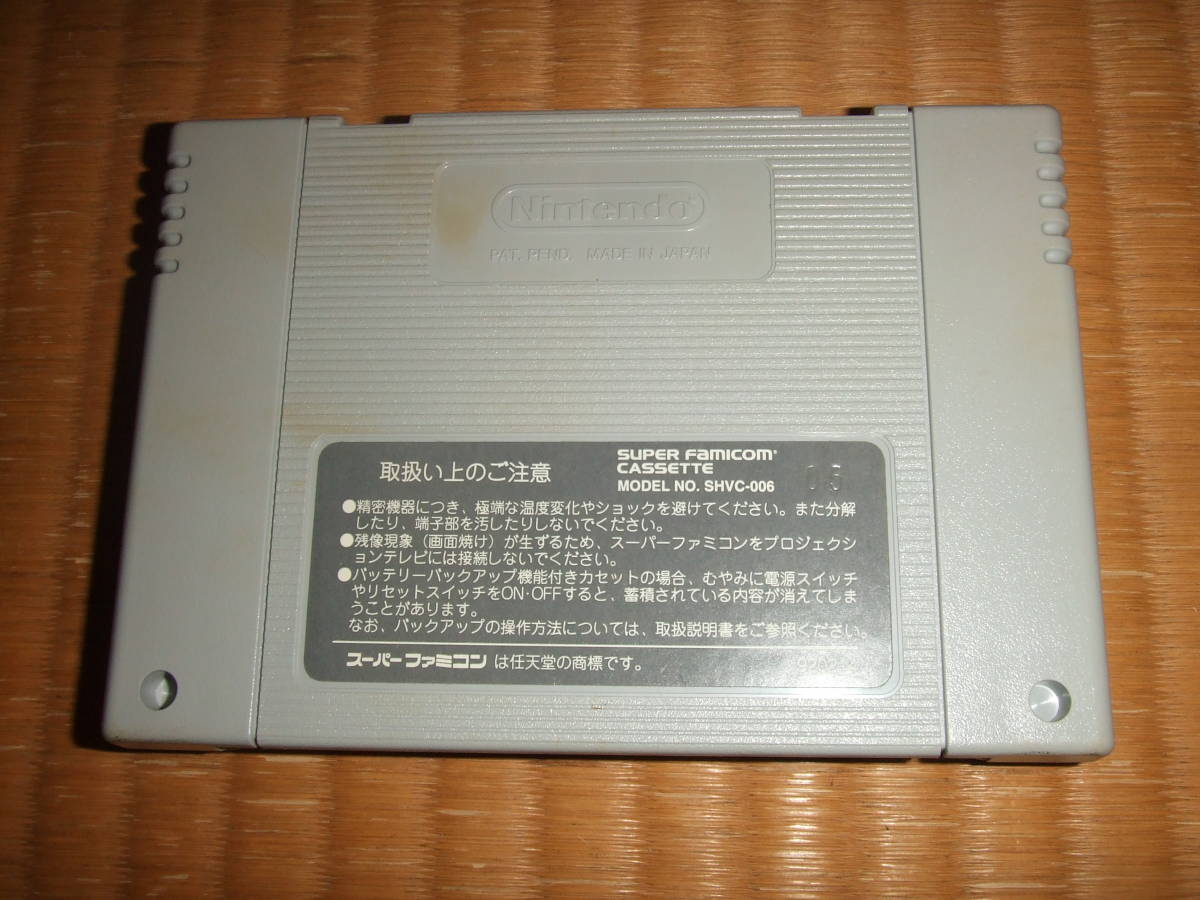 Nintendo®
PAT. PEND. MADE IN JAPAN
取扱い上のご注意
SUPER FAMICOM®
CASSETTE
MODEL NO. SHVC-006
●精密機器につき、極端な温度変化やショックを避けてください。また分解
したり、端子部を汚したりしないでください。
●残像現象（画面焼け）が生ずるため、スーパーファミコンをプロジェクシ
ョンテレビには接続しないでください。
●バッテリーバックアップ機能付きカセットの場合、むやみに電源スイッチ
やリセットスイッチをON·OFFすると、蓄積されている内容が消えてしま
うことがあります。
なお、バックアップの操作方法については、取扱説明書をご参照ください。
スーパーファミコンは任天堂の商標です。